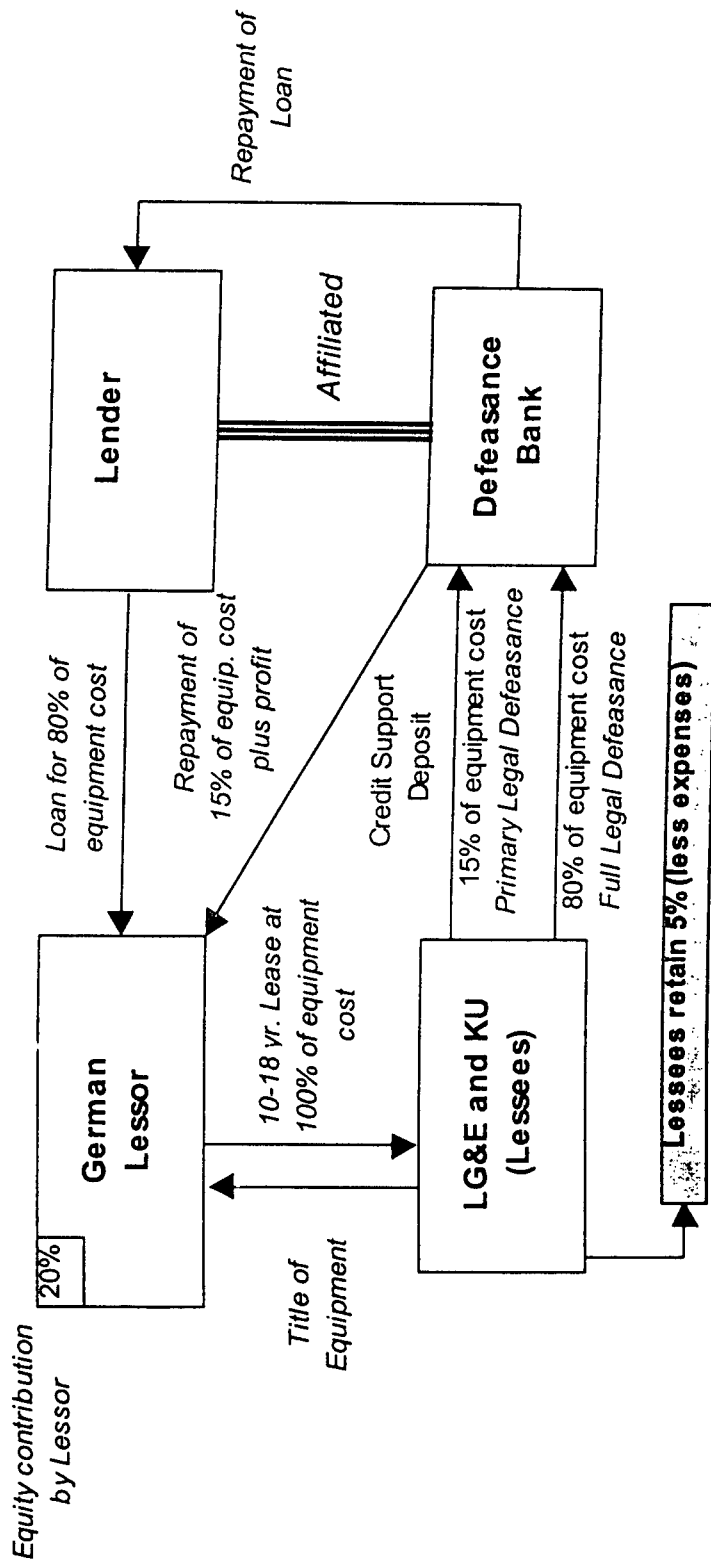 Equity contribution
by Lessor
20%
German
Lessor
Loan for 80% of
equipment cost
Lender
Repayment of
Loan
Repayment of
15% of equip. cost
plus profit
Affiliated
Title of
Equipment
10-18 yr. Lease at
100% of equipment
cost
Credit Support
Deposit
LG&E and KU
(Lessees)
15% of equipment cost
Primary Legal Defeasance
80% of equipment cost
Full Legal Defeasance
Defeasance
Bank
Lessees retain 5% (less expenses)